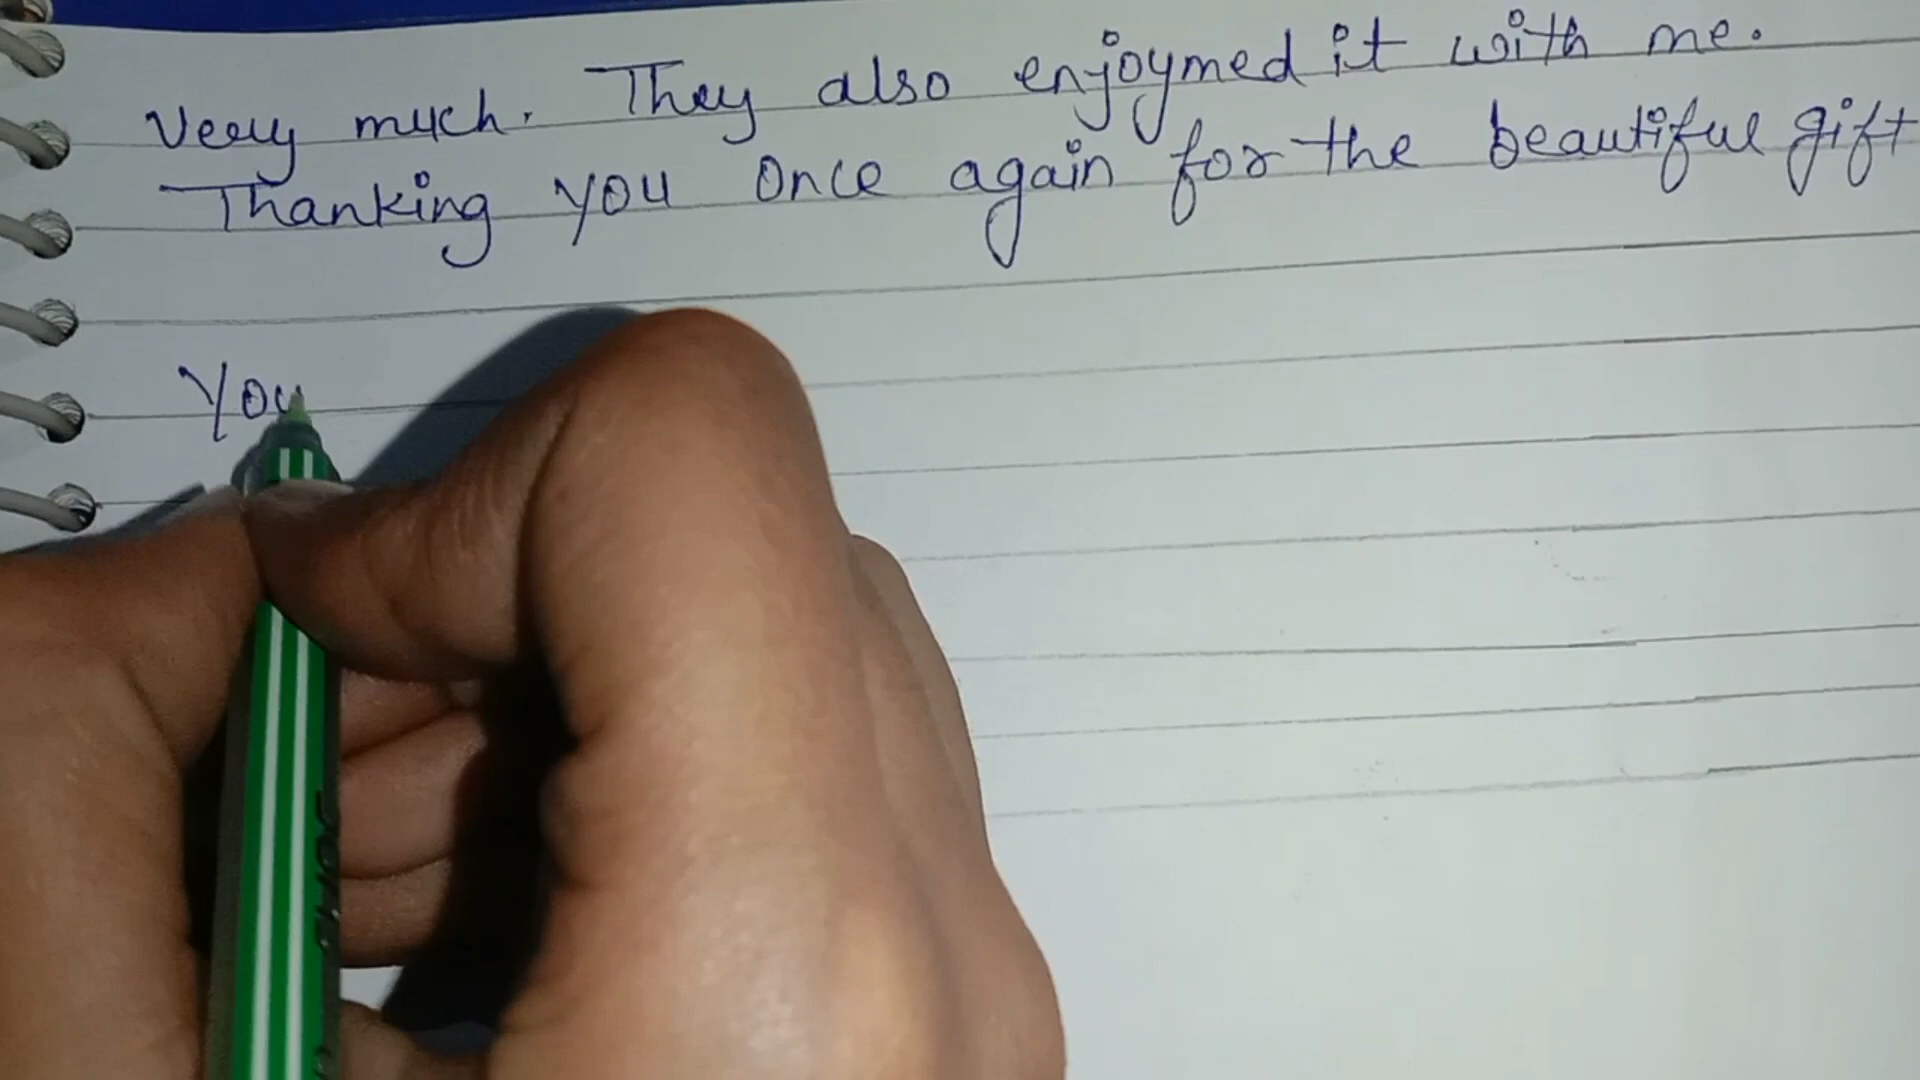 Very much. They also enjoymed it with me.
Thanking you once again for the beautiful gift
You